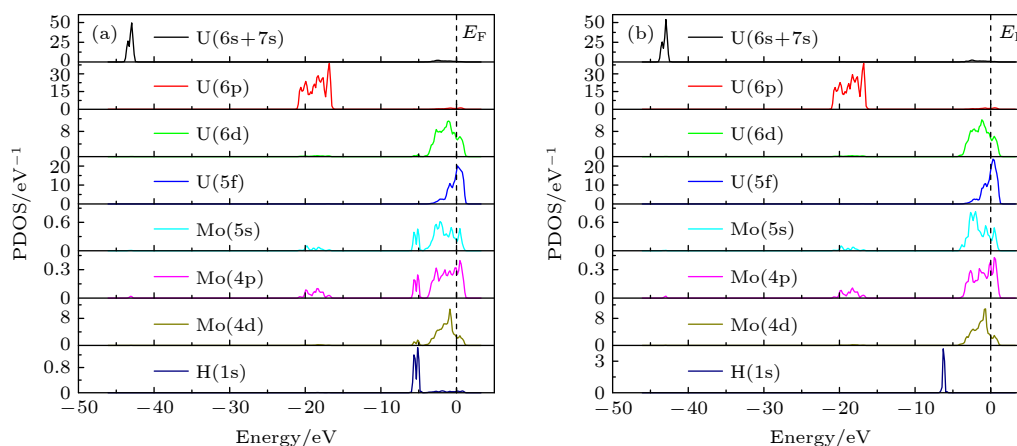 (a)
E_F
50
25
0
U(6s+7s)
30
15
0
U(6p)
8
0
U(6d)
20
10
0
U(5f)
0.6
0
Mo(5s)
0.3
0
Mo(4p)
8
0
Mo(4d)
0.8
0
H(1s)
PDOS/eV−1
−50 −40 −30 −20 −10 0
Energy/eV
(b)
50
25
0
U(6s+7s)
30
15
0
U(6p)
8
0
U(6d)
20
10
0
U(5f)
0.6
0
Mo(5s)
0.3
0
Mo(4p)
8
0
Mo(4d)
3
0
H(1s)
PDOS/eV−1
−50 −40 −30 −20 −10 0
Energy/eV